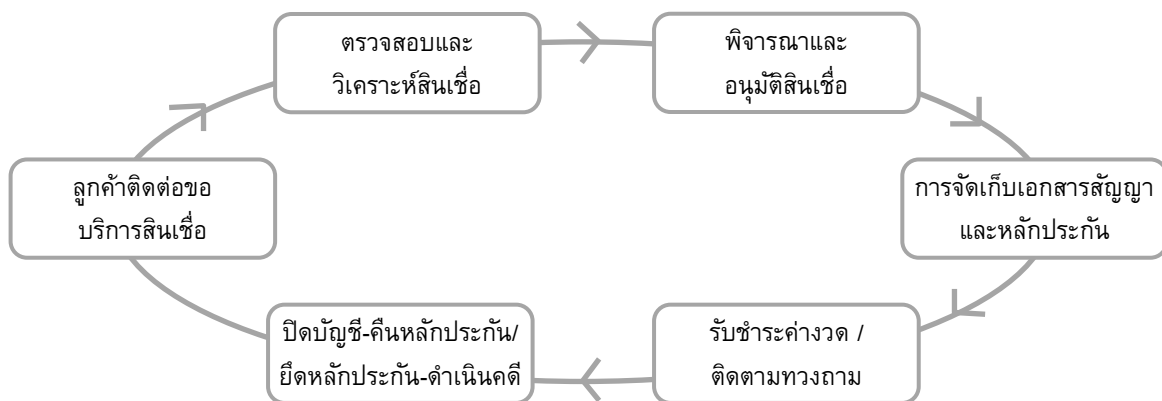 ตรวจสอบและ
วิเคราะห์สินเชื่อ
พิจารณาและ
อนุมัติสินเชื่อ
ลูกค้าติดต่อขอ
บริการสินเชื่อ
การจัดเก็บเอกสารสัญญา
และหลักประกัน
ปิดบัญชี-คืนหลักประกัน/
ยึดหลักประกัน-ดำเนินคดี
รับชำระค่างวด /
ติดตามทวงถาม